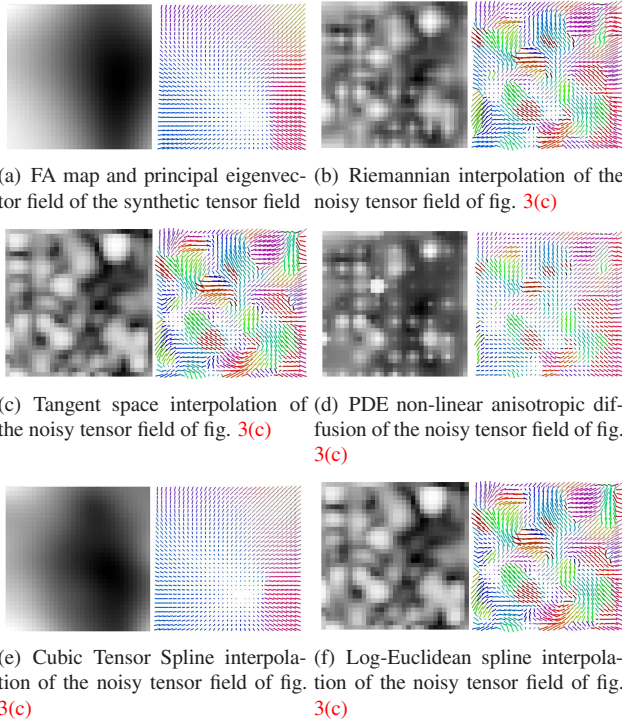 (a) FA map and principal eigenvec-
tor field of the synthetic tensor field
(b) Riemannian interpolation of the
noisy tensor field of fig. 3(c)
(c) Tangent space interpolation of
the noisy tensor field of fig. 3(c)
(d) PDE non-linear anisotropic dif-
fusion of the noisy tensor field of fig.
3(c)
(e) Cubic Tensor Spline interpola-
tion of the noisy tensor field of fig.
3(c)
(f) Log-Euclidean spline interpola-
tion of the noisy tensor field of fig.
3(c)